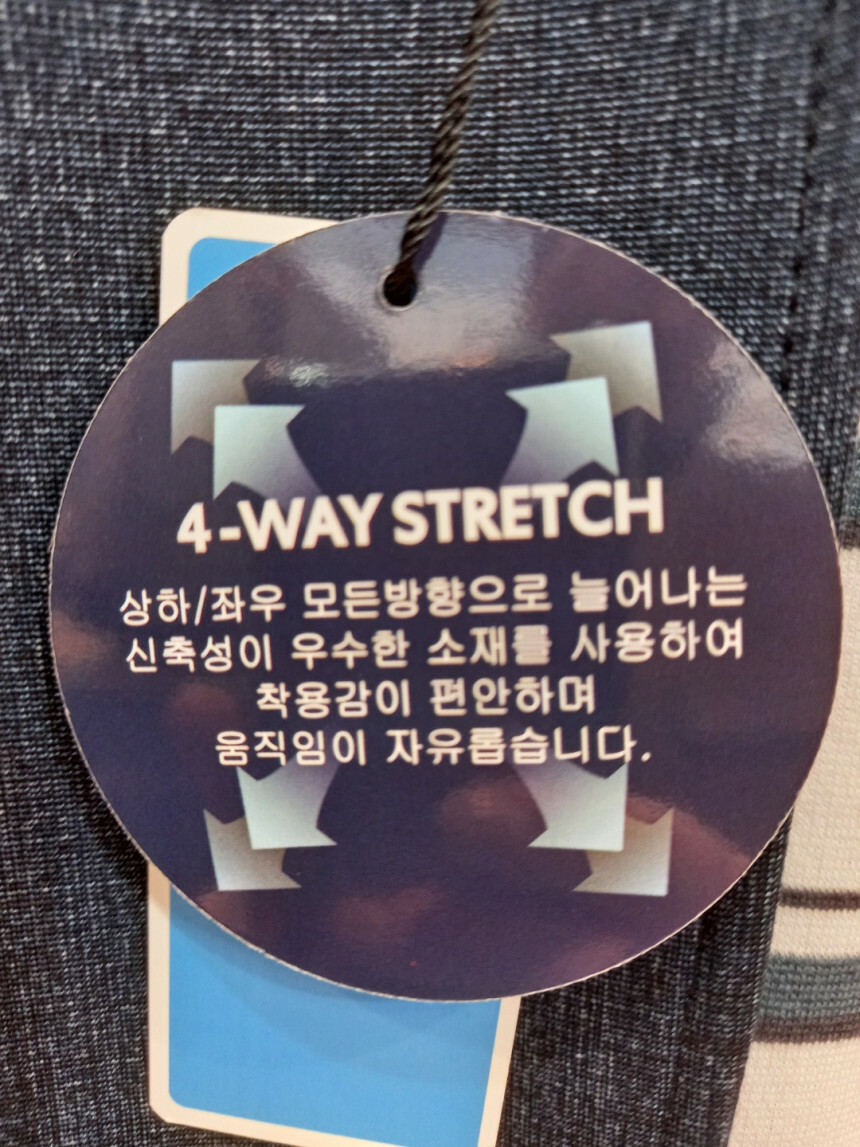 4-WAY STRETCH
상하/좌우 모든방향으로 늘어나는
신축성이 우수한 소재를 사용하여
착용감이 편안하며
움직임이 자유롭습니다.